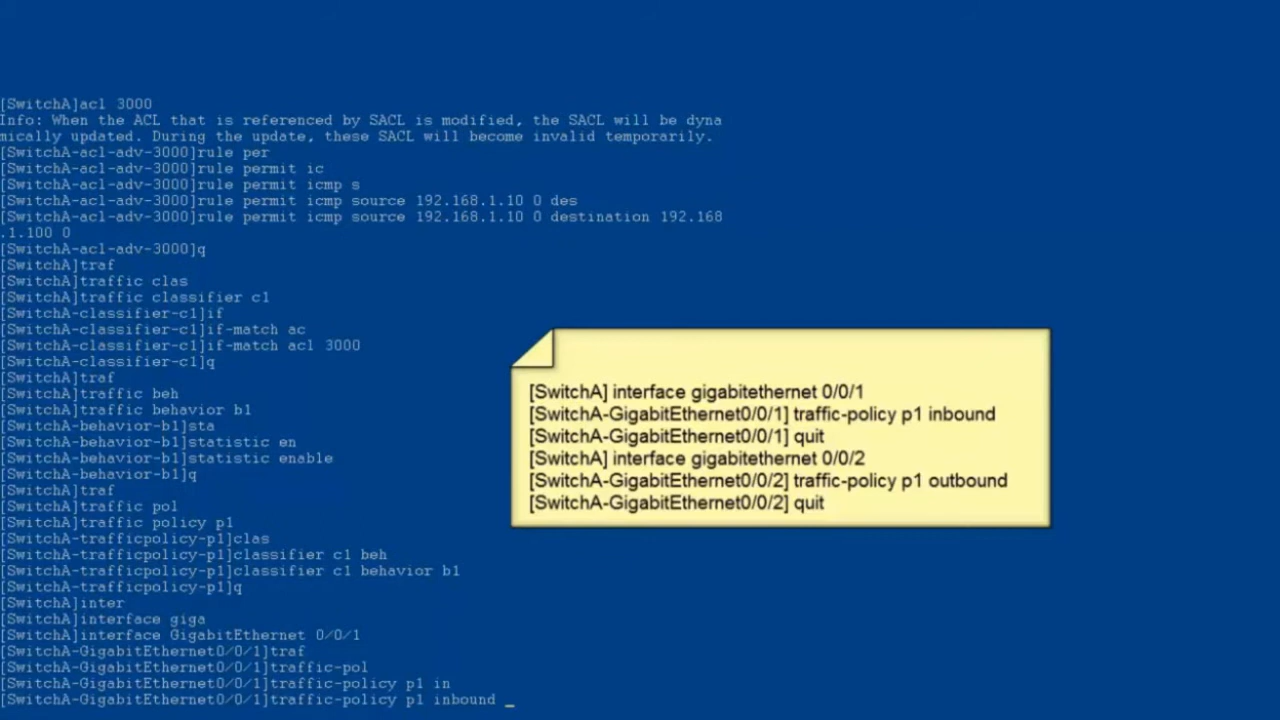 [SwitchA]acl 3000
Info: When the ACL that is referenced by SACL is modified, the SACL will be dyna
mically updated. During the update, these SACL will become invalid temporarily.
[SwitchA-acl-adv-3000]rule per
[SwitchA-acl-adv-3000]rule permit ic
[SwitchA-acl-adv-3000]rule permit icmp s
[SwitchA-acl-adv-3000]rule permit icmp source 192.168.1.10 0 des
[SwitchA-acl-adv-3000]rule permit icmp source 192.168.1.10 0 destination 192.168
.1.100 0
[SwitchA-acl-adv-3000]q
[SwitchA]traf
[SwitchA]traffic clas
[SwitchA]traffic classifier c1
[SwitchA-classifier-c1]if
[SwitchA-classifier-c1]if-match ac
[SwitchA-classifier-c1]if-match acl 3000
[SwitchA-classifier-c1]q
[SwitchA]traf
[SwitchA]traffic beh
[SwitchA]traffic behavior b1
[SwitchA-behavior-b1]sta
[SwitchA-behavior-b1]statistic en
[SwitchA-behavior-b1]statistic enable
[SwitchA-behavior-b1]q
[SwitchA]traf
[SwitchA]traffic pol
[SwitchA]traffic policy p1
[SwitchA-trafficpolicy-p1]clas
[SwitchA-trafficpolicy-p1]classifier c1 beh
[SwitchA-trafficpolicy-p1]classifier c1 behavior b1
[SwitchA-trafficpolicy-p1]q
[SwitchA]inter
[SwitchA]interface giga
[SwitchA]interface GigabitEthernet 0/0/1
[SwitchA-GigabitEthernet0/0/1]traf
[SwitchA-GigabitEthernet0/0/1]traffic-pol
[SwitchA-GigabitEthernet0/0/1]traffic-policy p1 in
[SwitchA-GigabitEthernet0/0/1]traffic-policy p1 inbound _
[SwitchA] interface gigabitethernet 0/0/1
[SwitchA-GigabitEthernet0/0/1] traffic-policy p1 inbound
[SwitchA-GigabitEthernet0/0/1] quit
[SwitchA] interface gigabitethernet 0/0/2
[SwitchA-GigabitEthernet0/0/2] traffic-policy p1 outbound
[SwitchA-GigabitEthernet0/0/2] quit